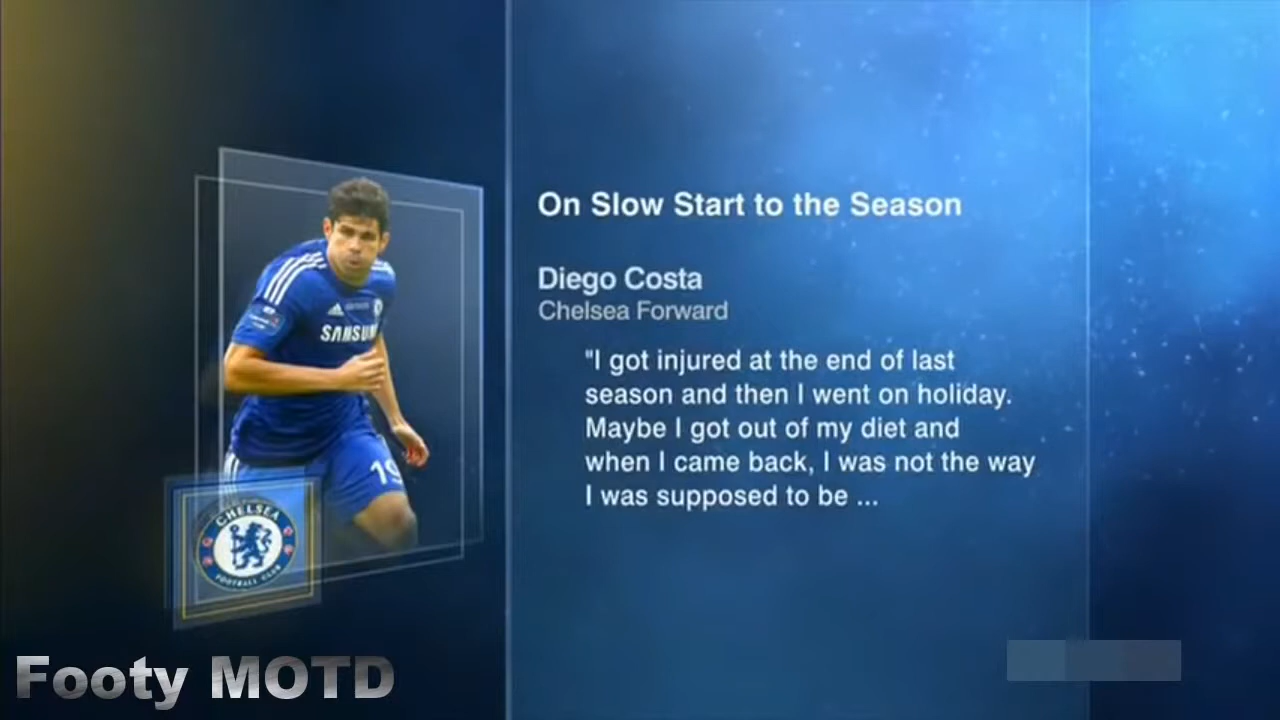 On Slow Start to the Season
Diego Costa
Chelsea Forward
"I got injured at the end of last
season and then I went on holiday.
Maybe I got out of my diet and
when I came back, I was not the way
I was supposed to be ...
SAMSUNG
19
CHELSEA
FOOTBALL CLUB
Footy MOTD